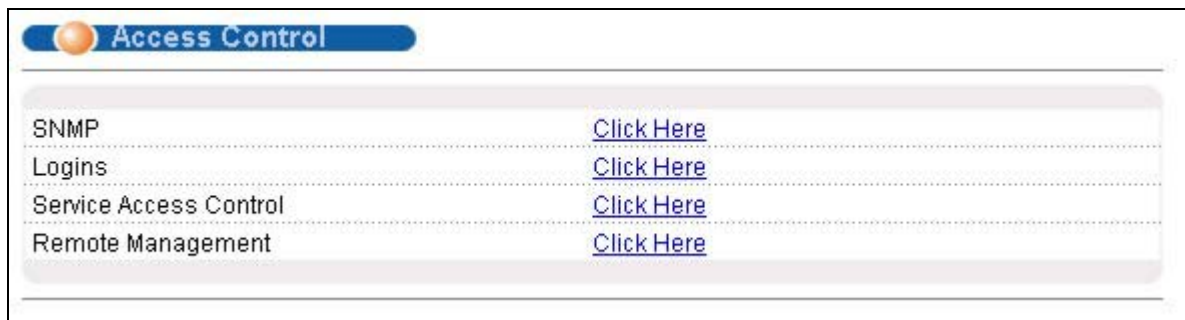 Access Control
SNMP Click Here
Logins Click Here
Service Access Control Click Here
Remote Management Click Here